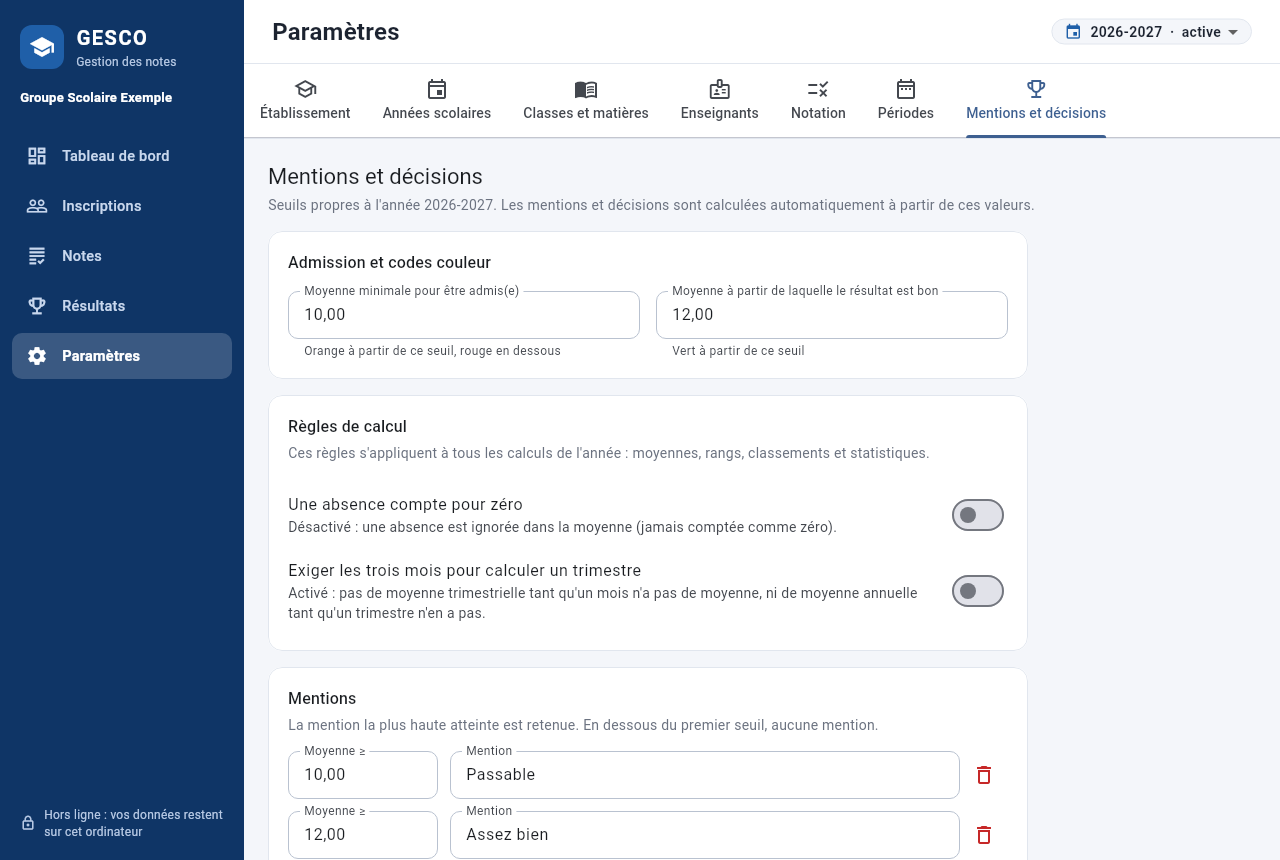 GESCO
Gestion des notes
Groupe Scolaire Exemple
Tableau de bord
Inscriptions
Notes
Résultats
Paramètres
Hors ligne : vos données restent
sur cet ordinateur
Paramètres
2026-2027 · active
Établissement
Années scolaires
Classes et matières
Enseignants
Notation
Périodes
Mentions et décisions
Mentions et décisions
Seuils propres à l'année 2026-2027. Les mentions et décisions sont calculées automatiquement à partir de ces valeurs.
Admission et codes couleur
Moyenne minimale pour être admis(e)
10,00
Orange à partir de ce seuil, rouge en dessous
Moyenne à partir de laquelle le résultat est bon
12,00
Vert à partir de ce seuil
Règles de calcul
Ces règles s'appliquent à tous les calculs de l'année : moyennes, rangs, classements et statistiques.
Une absence compte pour zéro
Désactivé : une absence est ignorée dans la moyenne (jamais comptée comme zéro).
Exiger les trois mois pour calculer un trimestre
Activé : pas de moyenne trimestrielle tant qu'un mois n'a pas de moyenne, ni de moyenne annuelle
tant qu'un trimestre n'en a pas.
Mentions
La mention la plus haute atteinte est retenue. En dessous du premier seuil, aucune mention.
Moyenne ≥
10,00
Mention
Passable
Moyenne ≥
12,00
Mention
Assez bien